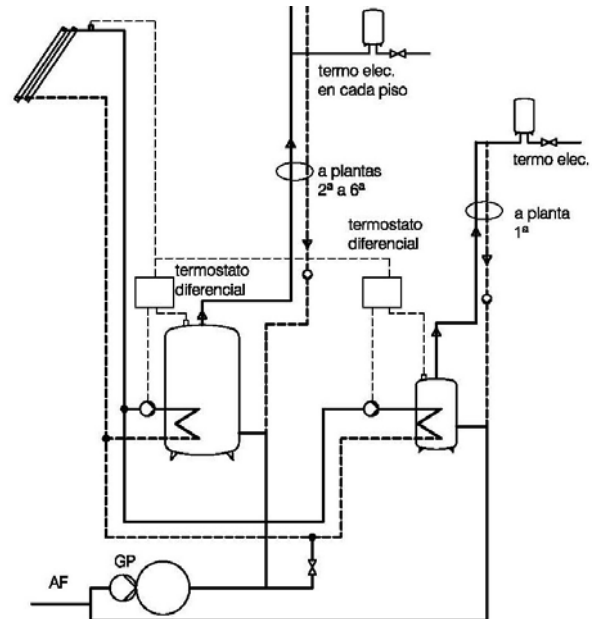 termo elec.
en cada piso
termo elec.
a plantas
2ª a 6ª
a planta
1ª
termostato
diferencial
termostato
diferencial
GP
AF